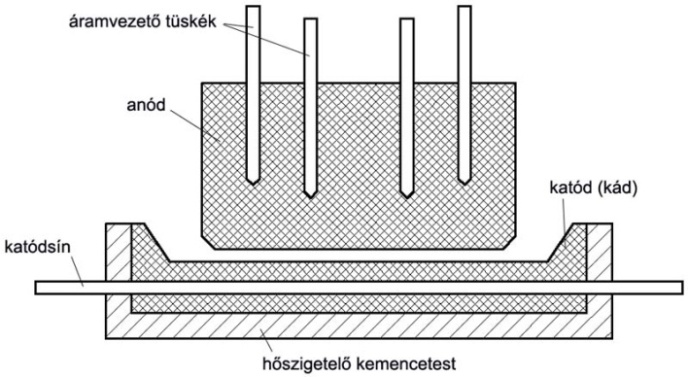 áramvezető tüskék
anód
katód (kád)
katódsín
hőszigetelő kemencetest